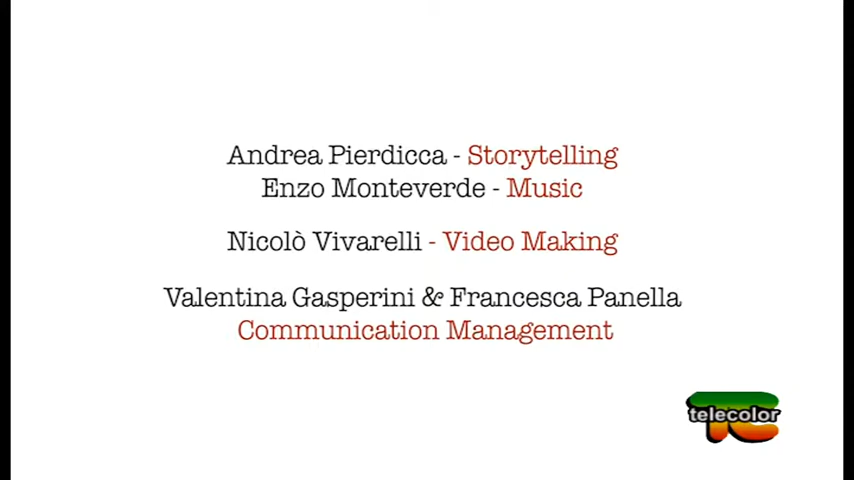 Andrea Pierdicca - Storytelling
Enzo Monteverde - Music
Nicolò Vivarelli - Video Making
Valentina Gasperini & Francesca Panella
Communication Management
telecolor